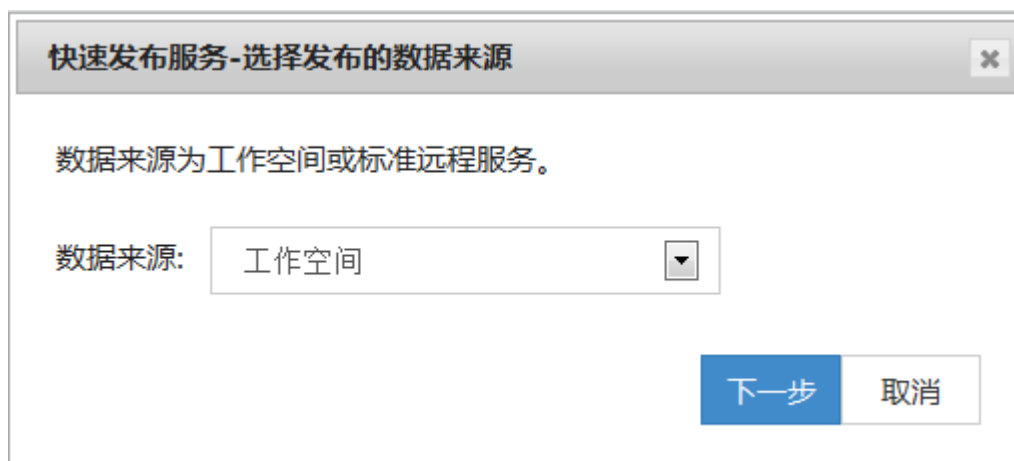 快速发布服务-选择发布的数据来源
数据来源为工作空间或标准远程服务。
数据来源: 工作空间
下一步 取消